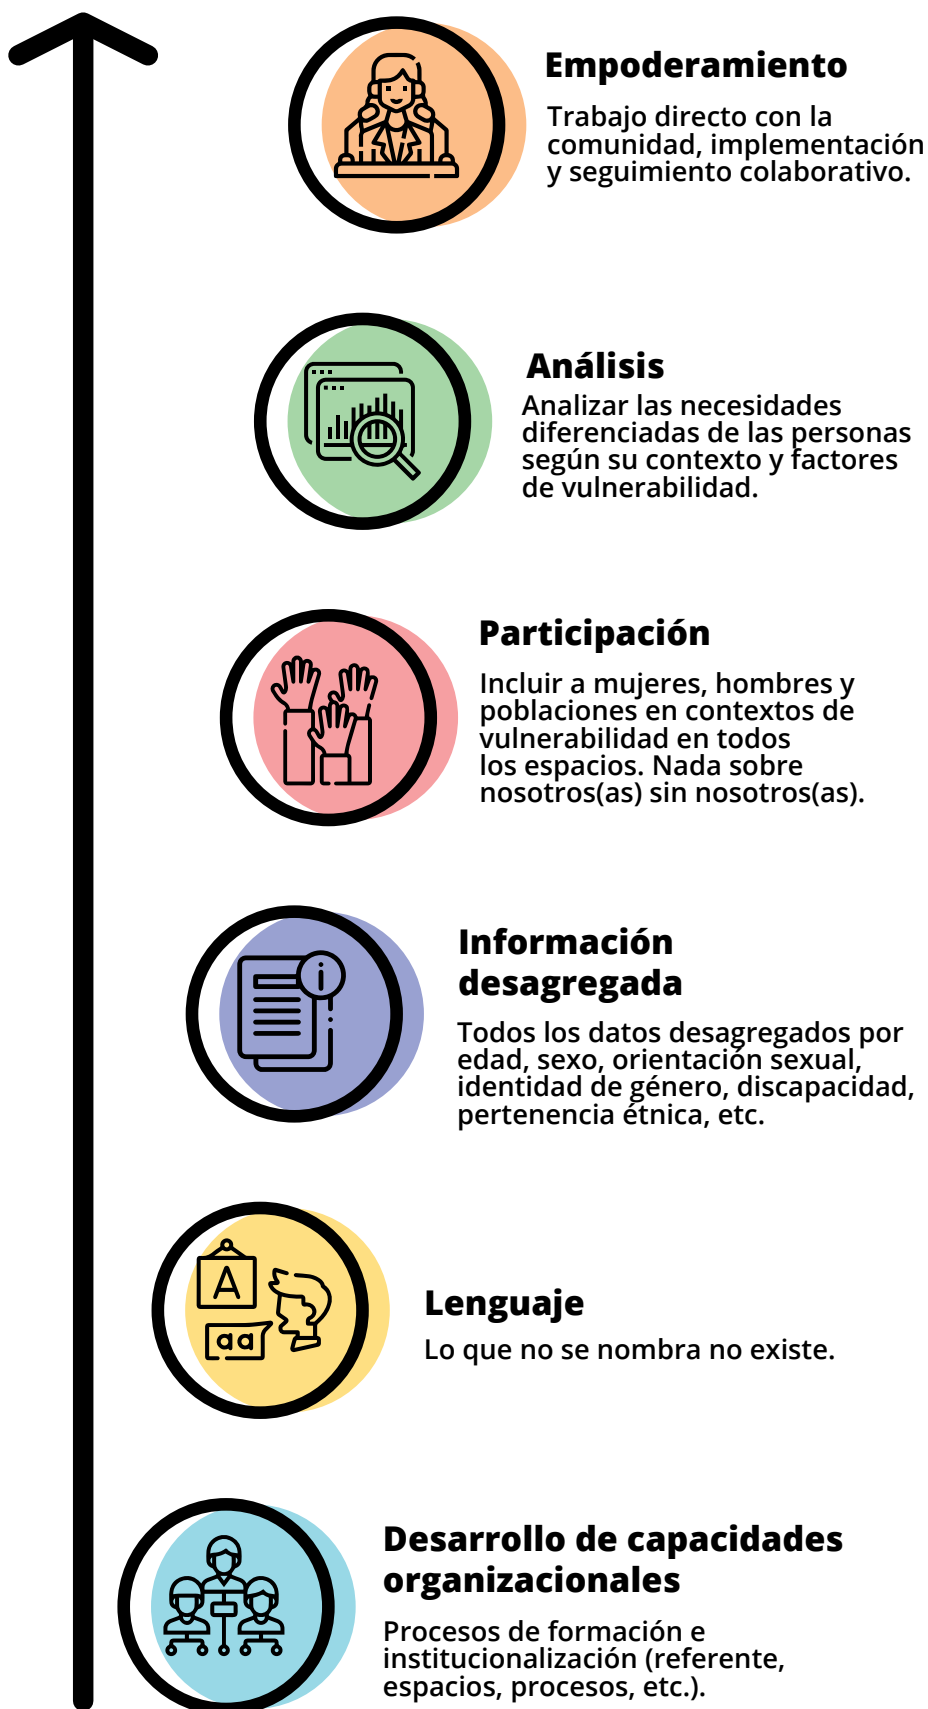 Empoderamiento
Trabajo directo con la
comunidad, implementación
y seguimiento colaborativo.
Análisis
Analizar las necesidades
diferenciadas de las personas
según su contexto y factores
de vulnerabilidad.
Participación
Incluir a mujeres, hombres y
poblaciones en contextos de
vulnerabilidad en todos
los espacios. Nada sobre
nosotros(as) sin nosotros(as).
Información
desagregada
Todos los datos desagregados por
edad, sexo, orientación sexual,
identidad de género, discapacidad,
pertenencia étnica, etc.
A
aa
Lenguaje
Lo que no se nombra no existe.
Desarrollo de capacidades
organizacionales
Procesos de formación e
institucionalización (referente,
espacios, procesos, etc.).